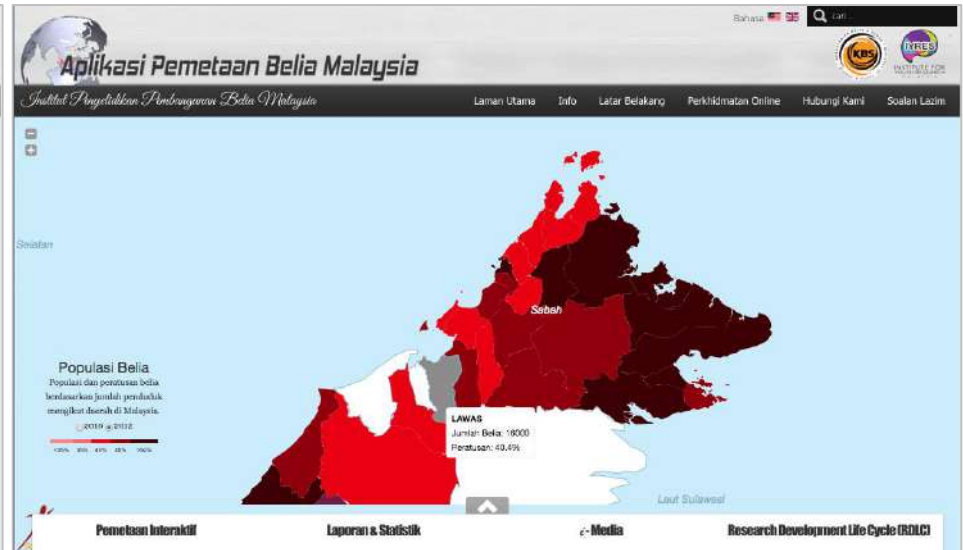 Bahasa
cari...
Aplikasi Pemetaan Belia Malaysia
KBS
IYRES
INSTITUTE FOR
Institut Penyelidikan Pembangunan Belia Malaysia
Laman Utama Info Latar Belakang Perkhidmatan Online Hubungi Kami Soalan Lazim
Selatan
Sabah
Populasi Belia
Populasi dan peratusan belia
berdasarkan jumlah penduduk
mengikut daerah di Malaysia.
2010 2012
LAWAS
Jumlah Belia: 16000
Peratusan: 40.4%
Laut Sulawesi
Pemetaan Interaktif Laporan & Statistik e-Media Research Development Life Cycle (RDLC)